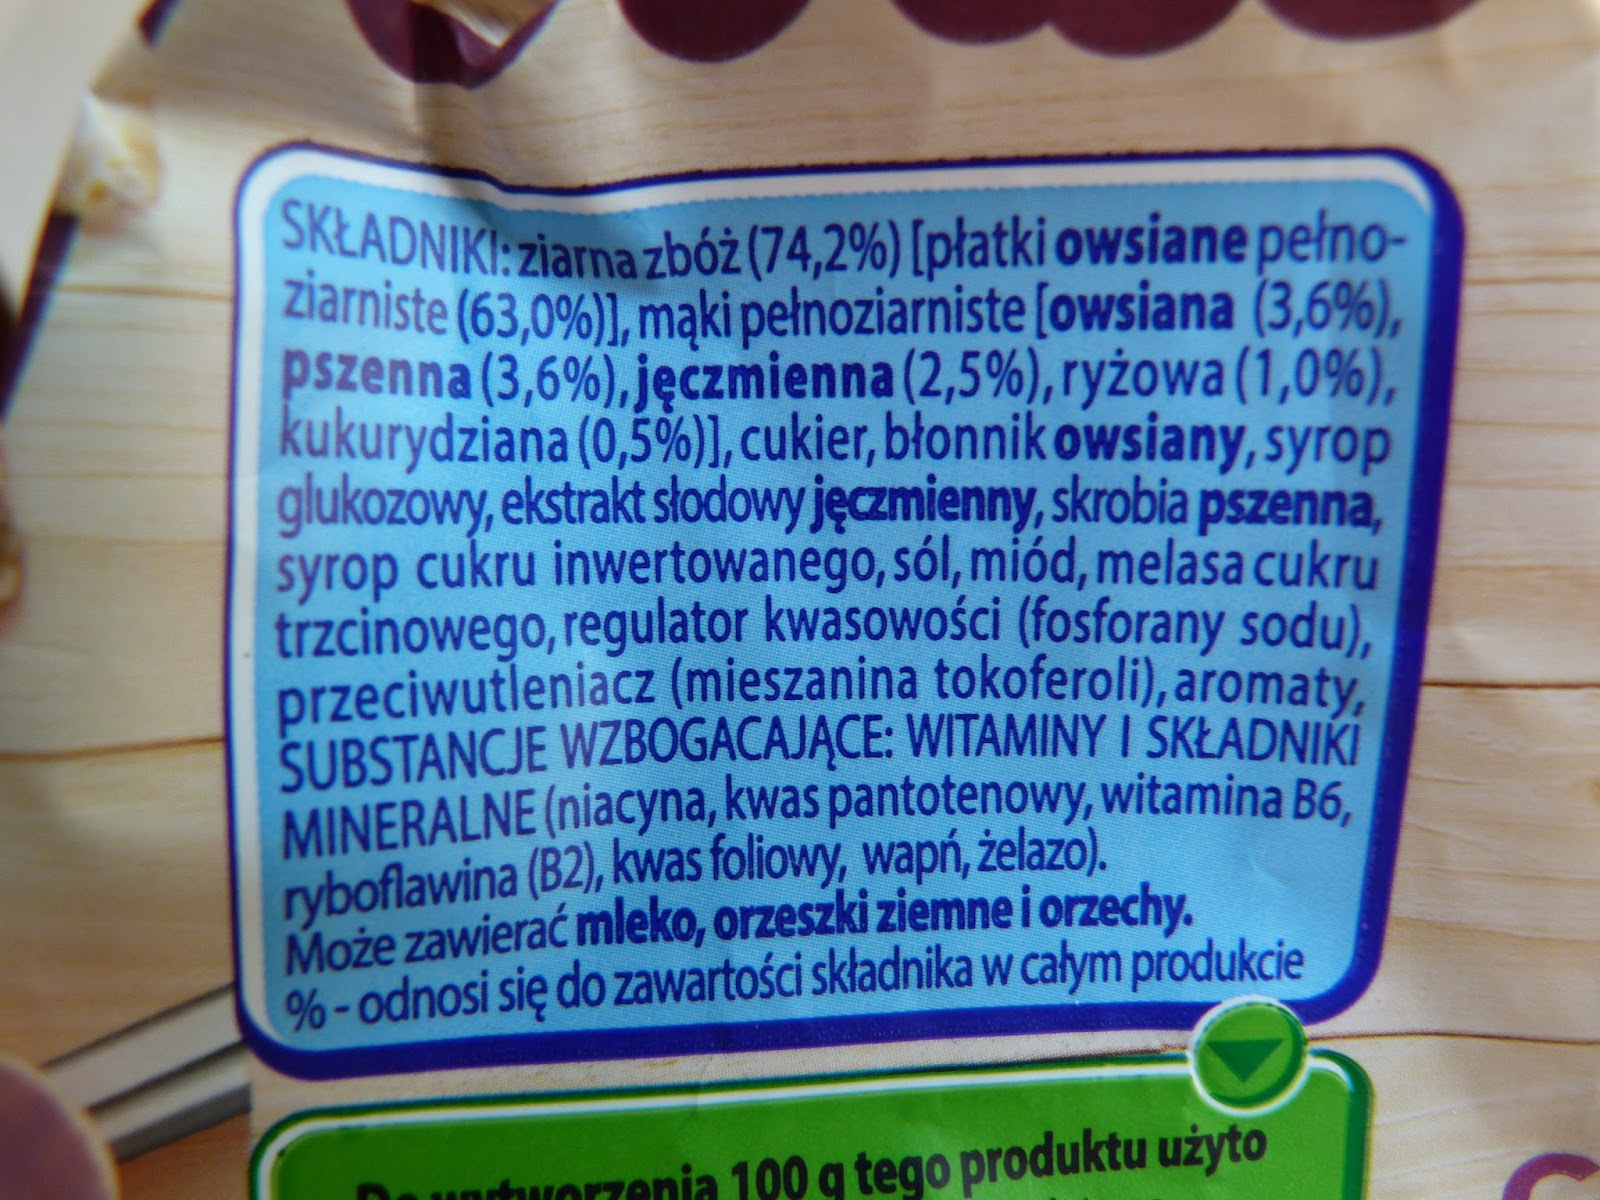 SKŁADNIKI: ziarna zbóż (74,2%) [płatki owsiane pełno-
ziarniste (63,0%)], mąki pełnoziarniste [owsiana (3,6%),
pszenna (3,6%), jęczmienna (2,5%), ryżowa (1,0%),
kukurydziana (0,5%)], cukier, błonnik owsiany, syrop
glukozowy, ekstrakt słodowy jęczmienny, skrobia pszenna,
syrop cukru inwertowanego, sól, miód, melasa cukru
trzcinowego, regulator kwasowości (fosforany sodu),
przeciwutleniacz (mieszanina tokoferoli), aromaty,
SUBSTANCJE WZBOGACAJĄCE: WITAMINY I SKŁADNIKI
MINERALNE (niacyna, kwas pantotenowy, witamina B6,
ryboflawina (B2), kwas foliowy, wapń, żelazo).
Może zawierać mleko, orzeszki ziemne i orzechy.
% - odnosi się do zawartości składnika w całym produkcie
Do wytworzenia 100 g tego produktu użyto